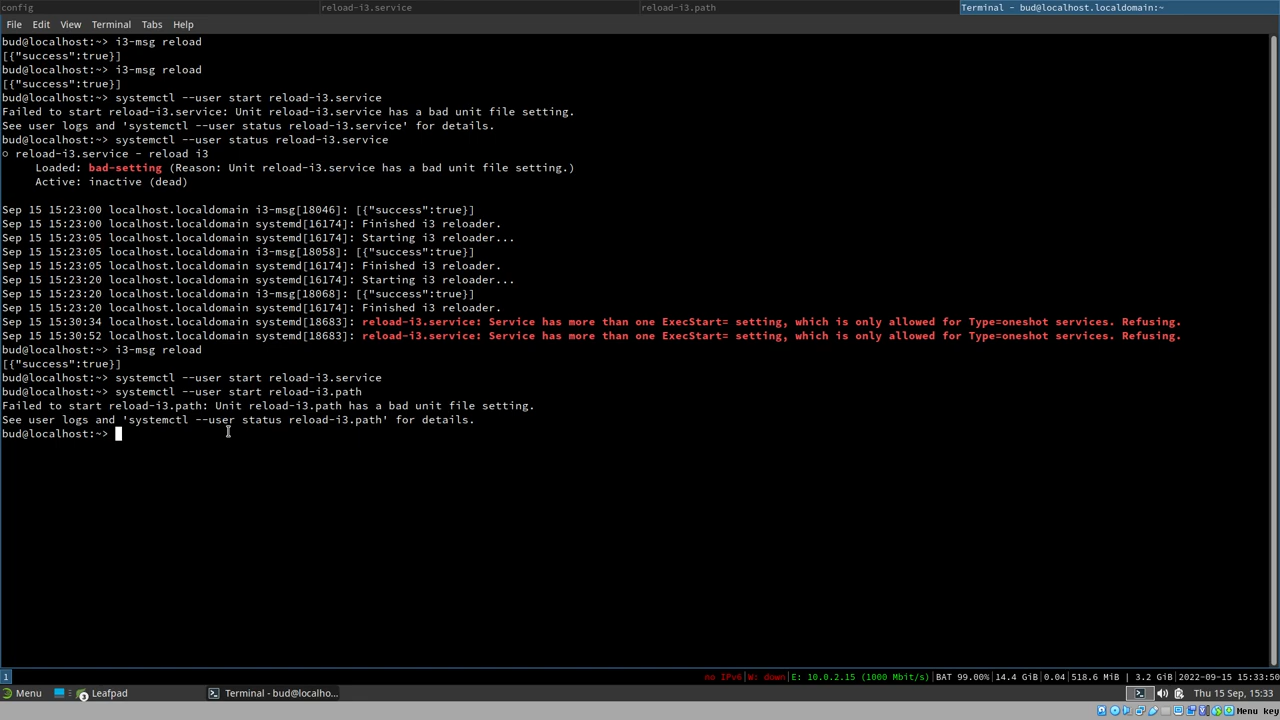 config
reload-i3.service
reload-i3.path
Terminal - bud@localhost.localdomain:~
File Edit View Terminal Tabs Help
bud@localhost:~> i3-msg reload
[{"success":true}]
bud@localhost:~> i3-msg reload
[{"success":true}]
bud@localhost:~> systemctl --user start reload-i3.service
Failed to start reload-i3.service: Unit reload-i3.service has a bad unit file setting.
See user logs and 'systemctl --user status reload-i3.service' for details.
bud@localhost:~> systemctl --user status reload-i3.service
○ reload-i3.service - reload i3
Loaded: bad-setting (Reason: Unit reload-i3.service has a bad unit file setting.)
Active: inactive (dead)
Sep 15 15:23:00 localhost.localdomain i3-msg[18046]: [{"success":true}]
Sep 15 15:23:00 localhost.localdomain systemd[16174]: Finished i3 reloader.
Sep 15 15:23:05 localhost.localdomain systemd[16174]: Starting i3 reloader...
Sep 15 15:23:05 localhost.localdomain i3-msg[18058]: [{"success":true}]
Sep 15 15:23:05 localhost.localdomain systemd[16174]: Finished i3 reloader.
Sep 15 15:23:20 localhost.localdomain systemd[16174]: Starting i3 reloader...
Sep 15 15:23:20 localhost.localdomain i3-msg[18068]: [{"success":true}]
Sep 15 15:23:20 localhost.localdomain systemd[16174]: Finished i3 reloader.
Sep 15 15:30:34 localhost.localdomain systemd[18683]: reload-i3.service: Service has more than one ExecStart= setting, which is only allowed for Type=oneshot services. Refusing.
Sep 15 15:30:52 localhost.localdomain systemd[18683]: reload-i3.service: Service has more than one ExecStart= setting, which is only allowed for Type=oneshot services. Refusing.
bud@localhost:~> i3-msg reload
[{"success":true}]
bud@localhost:~> systemctl --user start reload-i3.service
bud@localhost:~> systemctl --user start reload-i3.path
Failed to start reload-i3.path: Unit reload-i3.path has a bad unit file setting.
See user logs and 'systemctl --user status reload-i3.path' for details.
bud@localhost:~>
1
no IPv6|W: down|E: 10.0.2.15 (1000 Mbit/s)|BAT 99.00%|14.4 GiB|0.04|518.6 MiB | 3.2 GiB|2022-09-15 15:33:50
Menu
Leafpad
Terminal - bud@localho...
Thu 15 Sep, 15:33
Menu key